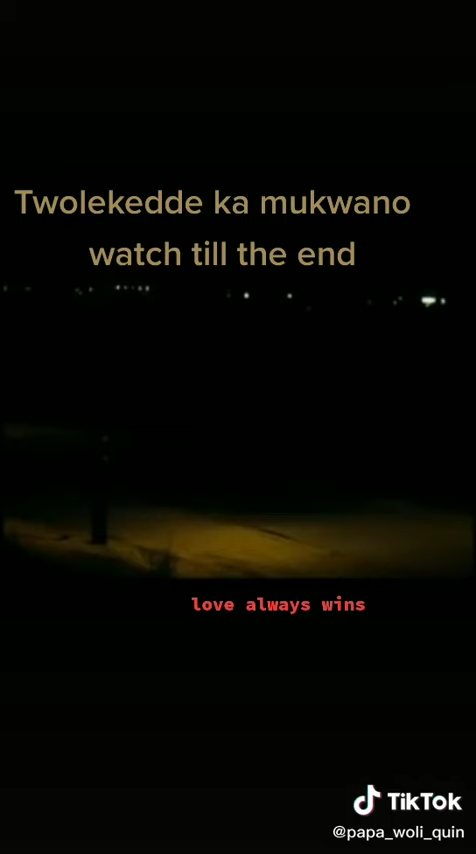 Twolekedde ka mukwano
watch till the end
love always wins
TikTok
@papa_woli_quin